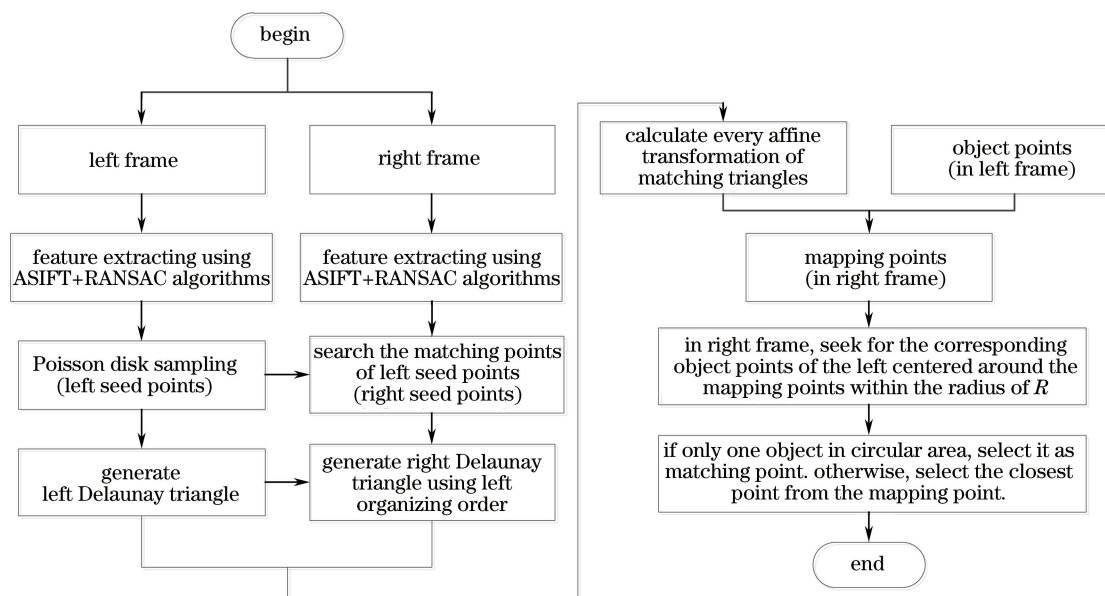 begin
left frame
right frame
feature extracting using
ASIFT+RANSAC algorithms
feature extracting using
ASIFT+RANSAC algorithms
Poisson disk sampling
(left seed points)
search the matching points
of left seed points
(right seed points)
generate
left Delaunay triangle
generate right Delaunay
triangle using left
organizing order
calculate every affine
transformation of
matching triangles
object points
(in left frame)
mapping points
(in right frame)
in right frame, seek for the corresponding
object points of the left centered around the
mapping points within the radius of R
if only one object in circular area, select it as
matching point. otherwise, select the closest
point from the mapping point.
end